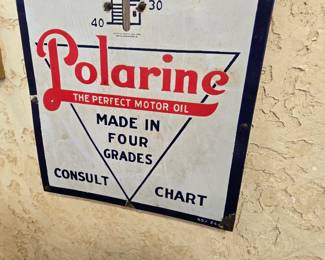 30
40
Polarine
THE PERFECT MOTOR OIL
MADE IN
FOUR
GRADES
CONSULT CHART